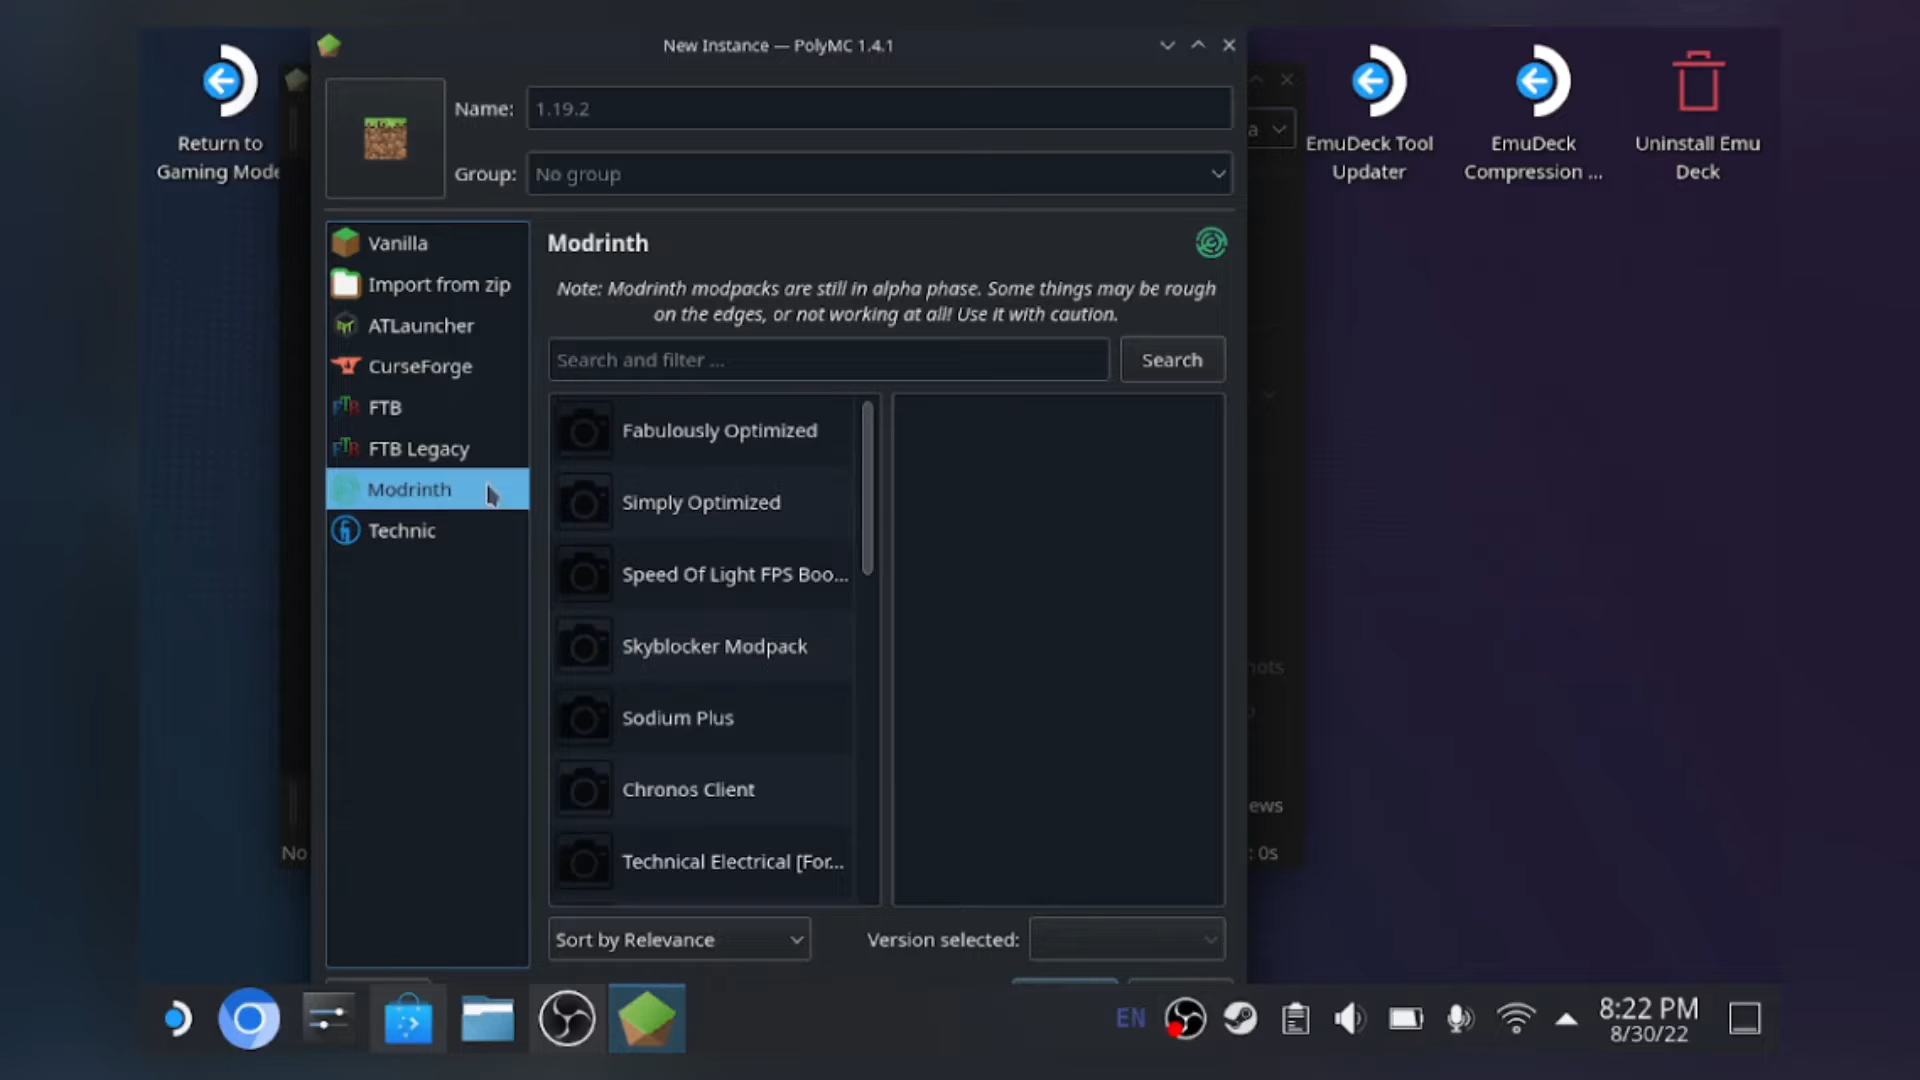 New Instance — PolyMC 1.4.1
Return to
Gaming Mode
Name:
1.19.2
Group:
No group
a
EmuDeck Tool
Updater
EmuDeck
Compression ...
Uninstall Emu
Deck
Vanilla
Import from zip
ATLauncher
CurseForge
FTB
FTB Legacy
Modrinth
Technic
Modrinth
Note: Modrinth modpacks are still in alpha phase. Some things may be rough
on the edges, or not working at all! Use it with caution.
Search and filter ...
Search
Fabulously Optimized
Simply Optimized
Speed Of Light FPS Boo...
Skyblocker Modpack
Sodium Plus
Chronos Client
Technical Electrical [For...
Sort by Relevance
Version selected:
hots
ews
No
: 0s
EN
8:22 PM
8/30/22